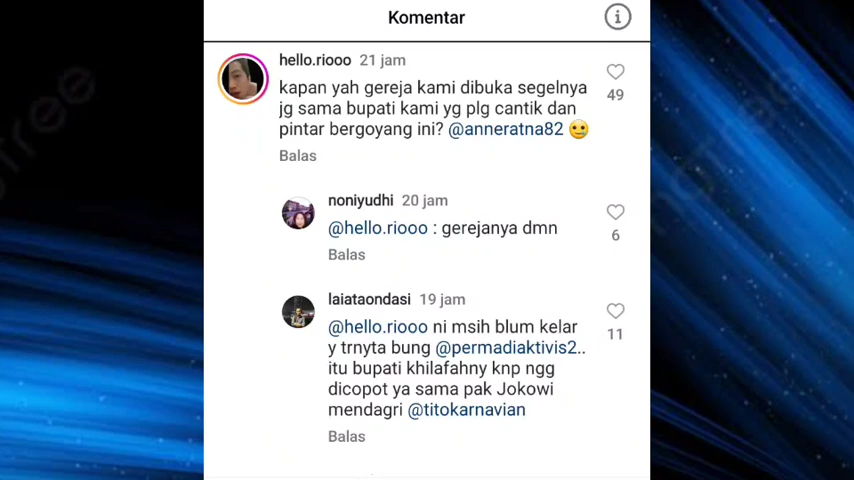 Komentar
hello.riooo 21 jam
kapan yah gereja kami dibuka segelnya
jg sama bupati kami yg plg cantik dan
pintar bergoyang ini? @anneratna82 🥲
49
Balas
noniyudhi 20 jam
@hello.riooo : gerejanya dmn
6
Balas
laiataondasi 19 jam
@hello.riooo ni msih blum kelar
y trnyta bung @permadiaktivis2..
itu bupati khilafahny knp ngg
dicopot ya sama pak Jokowi
mendagri @titokarnavian
11
Balas